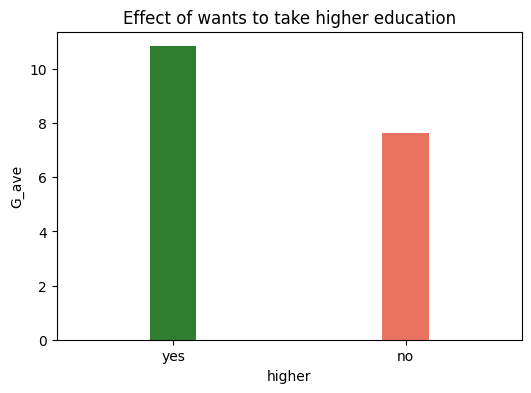 Effect of wants to take higher education
10
8
6
4
2
0
G_ave
yes no
higher